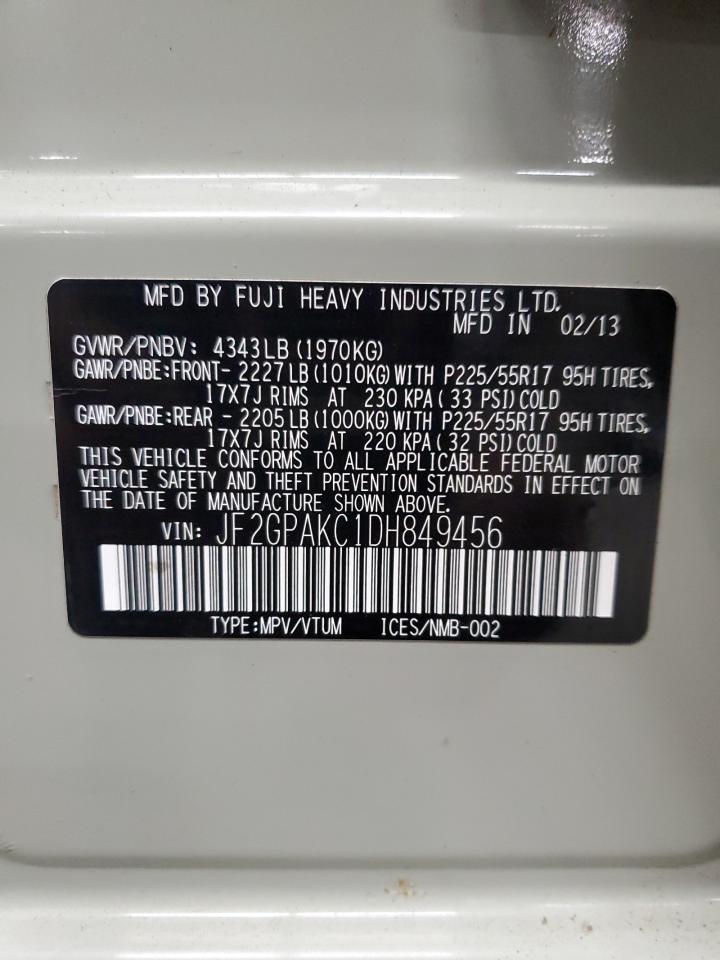 MFD BY FUJI HEAVY INDUSTRIES LTD.
MFD IN 02/13
GVWR/PNBV: 4343LB (1970KG)
GAWR/PNBE:FRONT- 2227 LB (1010KG) WITH P225/55R17 95H TIRES,
17X7J RIMS AT 230 KPA ( 33 PSI) COLD
GAWR/PNBE:REAR - 2205 LB (1000KG) WITH P225/55R17 95H TIRES,
17X7J RIMS AT 220 KPA ( 32 PSI) COLD
THIS VEHICLE CONFORMS TO ALL APPLICABLE FEDERAL MOTOR
VEHICLE SAFETY AND THEFT PREVENTION STANDARDS IN EFFECT ON
THE DATE OF MANUFACTURE SHOWN ABOVE.
VIN: JF2GPAKC1DH849456
TYPE:MPV/VTUM ICES/NMB-002